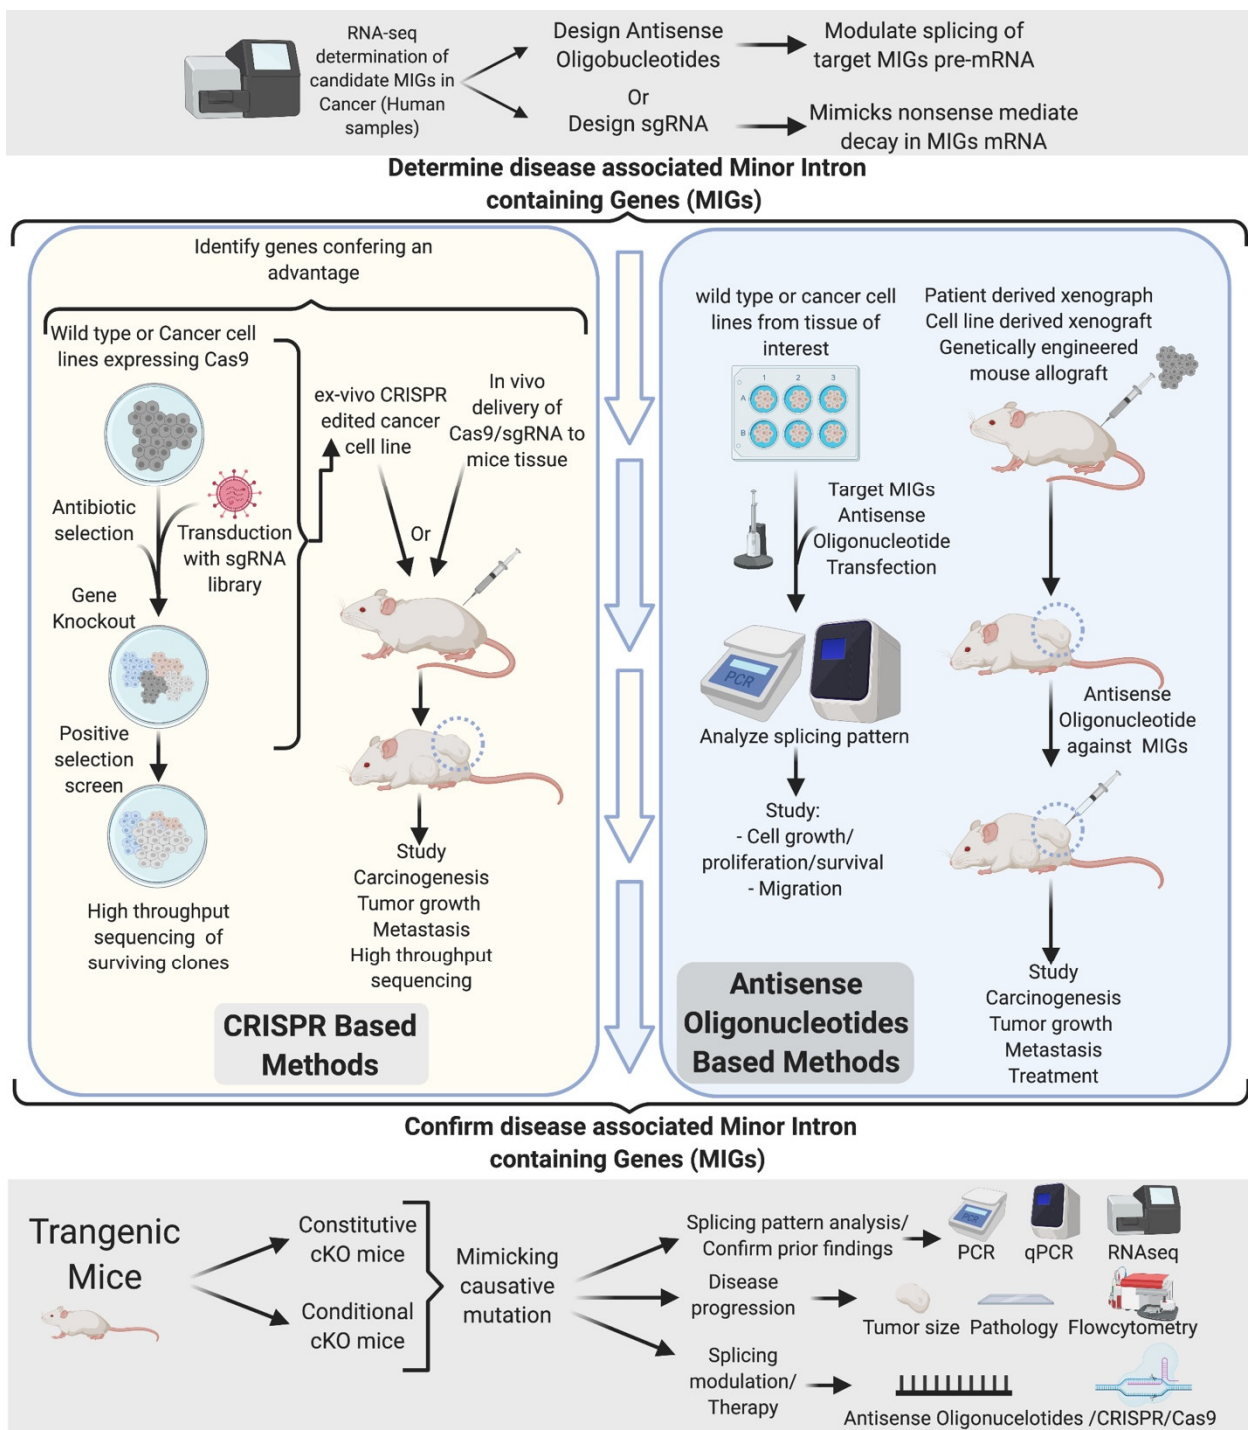 RNA-seq
determination of
candidate MIGs in
Cancer (Human
samples)
Design Antisense
Oligobucleotides
Or
Design sgRNA
Modulate splicing of
target MIGs pre-mRNA
Mimicks nonsense mediate
decay in MIGs mRNA
Determine disease associated Minor Intron
containing Genes (MIGs)
Identify genes confering an
advantage
Wild type or Cancer cell
lines expressing Cas9
Antibiotic
selection
Transduction
with sgRNA
library
Gene
Knockout
Positive
selection
screen
High throughput
sequencing of
surviving clones
ex-vivo CRISPR
edited cancer
cell line
In vivo
delivery of
Cas9/sgRNA to
mice tissue
Or
Study
Carcinogenesis
Tumor growth
Metastasis
High throughput
sequencing
CRISPR Based
Methods
wild type or cancer cell
lines from tissue of
interest
1 2 3
A
B
Target MIGs
Antisense
Oligonucleotide
Transfection
PCR
Analyze splicing pattern
Study:
- Cell growth/
proliferation/survival
- Migration
Patient derived xenograph
Cell line derived xenograft
Genetically engineered
mouse allograft
Antisense
Oligonucleotide
against MIGs
Study
Carcinogenesis
Tumor growth
Metastasis
Treatment
Antisense
Oligonucleotides
Based Methods
Confirm disease associated Minor Intron
containing Genes (MIGs)
Trangenic
Mice
Constitutive
cKO mice
Conditional
cKO mice
Mimicking
causative
mutation
Splicing pattern analysis/
Confirm prior findings
PCR
PCR qPCR RNAseq
Disease
progression
Tumor size Pathology Flowcytometry
Splicing
modulation/
Therapy
Antisense Oligonucelotides /CRISPR/Cas9